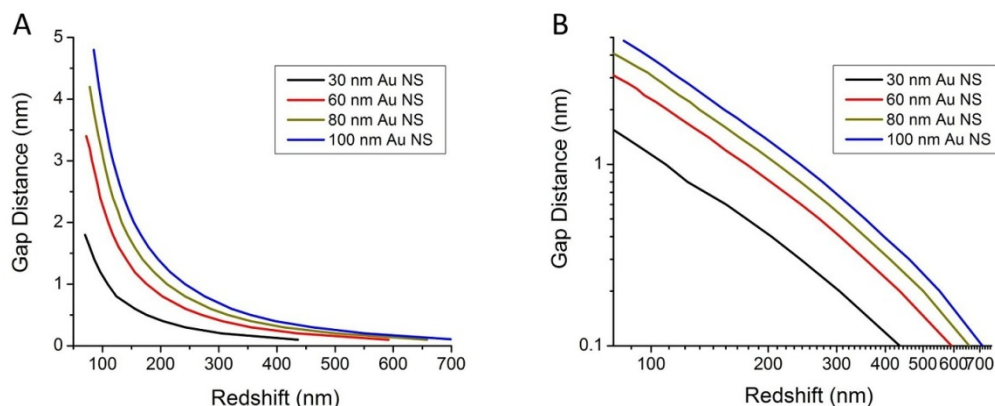 A
Gap Distance (nm)
5
4
3
2
1
0
100 200 300 400 500 600 700
Redshift (nm)
30 nm Au NS
60 nm Au NS
80 nm Au NS
100 nm Au NS
B
Gap Distance (nm)
1
0.1
100 200 300 400 500 600 700
Redshift (nm)
30 nm Au NS
60 nm Au NS
80 nm Au NS
100 nm Au NS